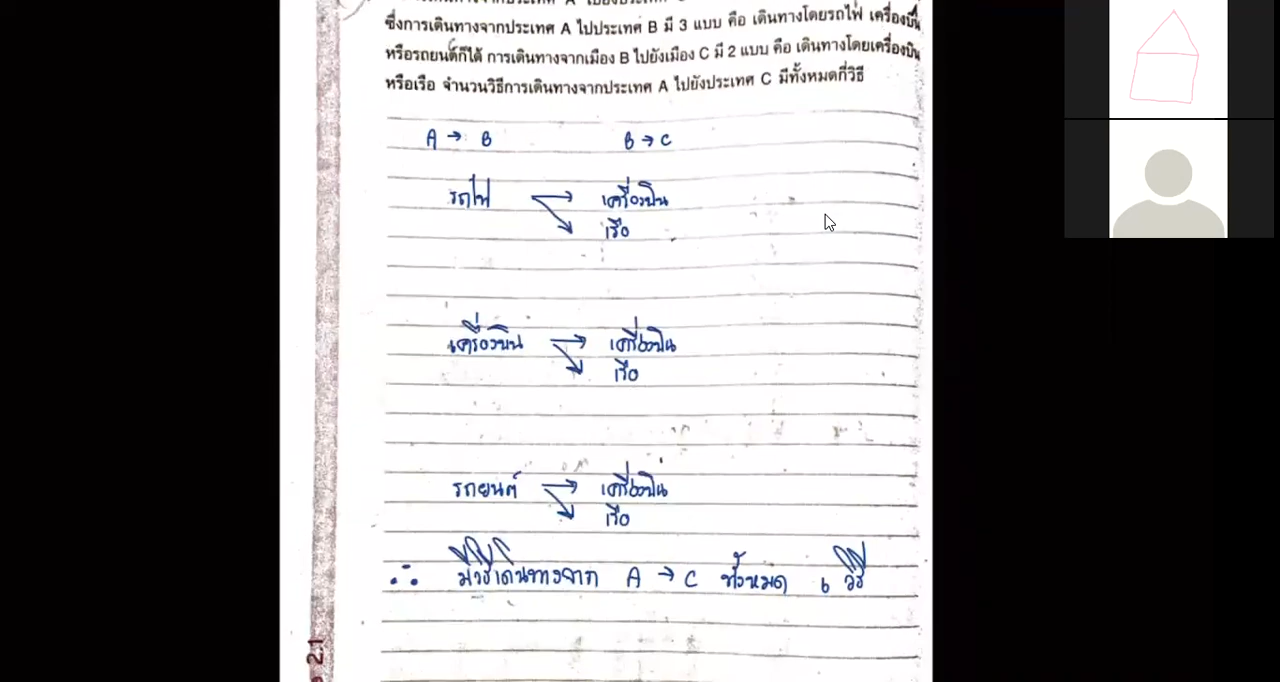 ซึ่งการเดินทางจากประเทศ A ไปประเทศ B มี 3 แบบ คือ เดินทางโดยรถไฟ เครื่องบิน
หรือรถยนต์ก็ได้ การเดินทางจากเมือง B ไปยังเมือง C มี 2 แบบ คือ เดินทางโดยเครื่องบิน
หรือเรือ จำนวนวิธีการเดินทางจากประเทศ A ไปยังประเทศ C มีทั้งหมดกี่วิธี
A → B B → C
รถไฟ → เครื่องบิน
เรือ
เครื่องบิน → เครื่องบิน
เรือ
รถยนต์ → เครื่องบิน
เรือ
∴ มีวิธีเดินทางจาก A → C ทั้งหมด 6 วิธี
2.1